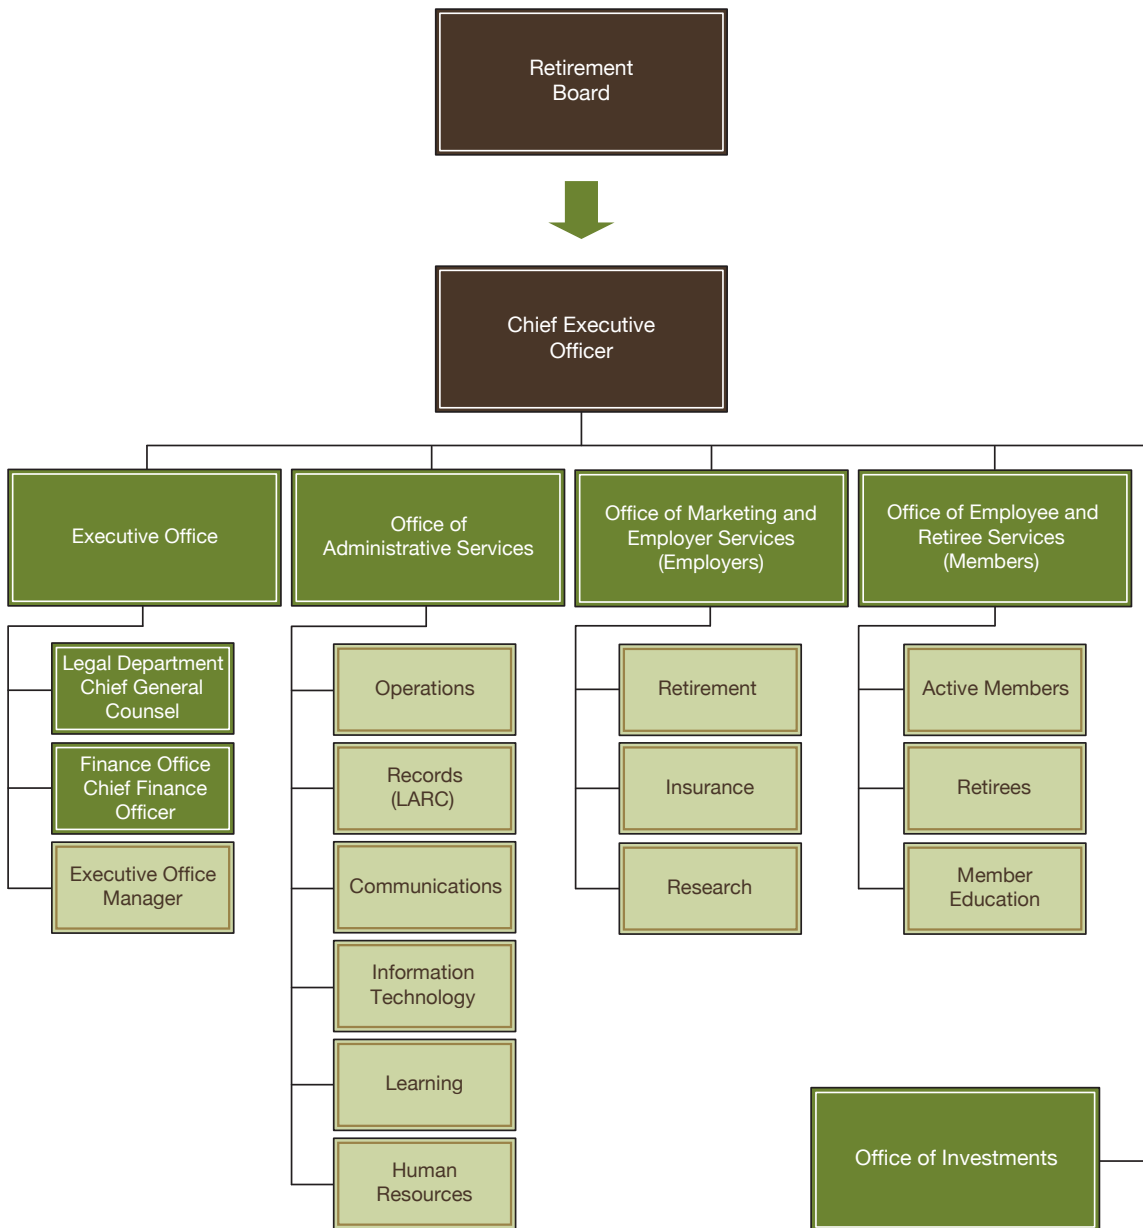 Retirement
Board
Chief Executive
Officer
Executive Office
Office of
Administrative Services
Office of Marketing and
Employer Services
(Employers)
Office of Employee and
Retiree Services
(Members)
Legal Department
Chief General
Counsel
Finance Office
Chief Finance
Officer
Executive Office
Manager
Operations
Records
(LARC)
Communications
Information
Technology
Learning
Human
Resources
Retirement
Insurance
Research
Active Members
Retirees
Member
Education
Office of Investments